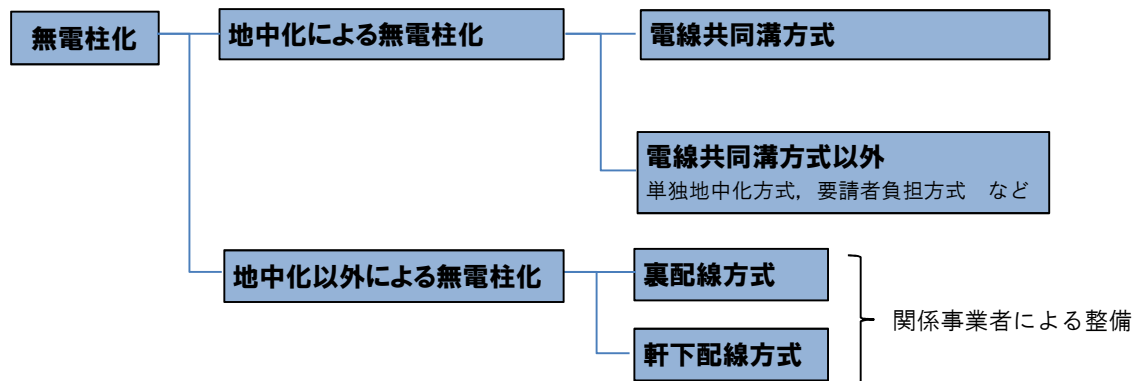 無電柱化
地中化による無電柱化
電線共同溝方式
電線共同溝方式以外
単独地中化方式，要請者負担方式　など
地中化以外による無電柱化
裏配線方式
関係事業者による整備
軒下配線方式